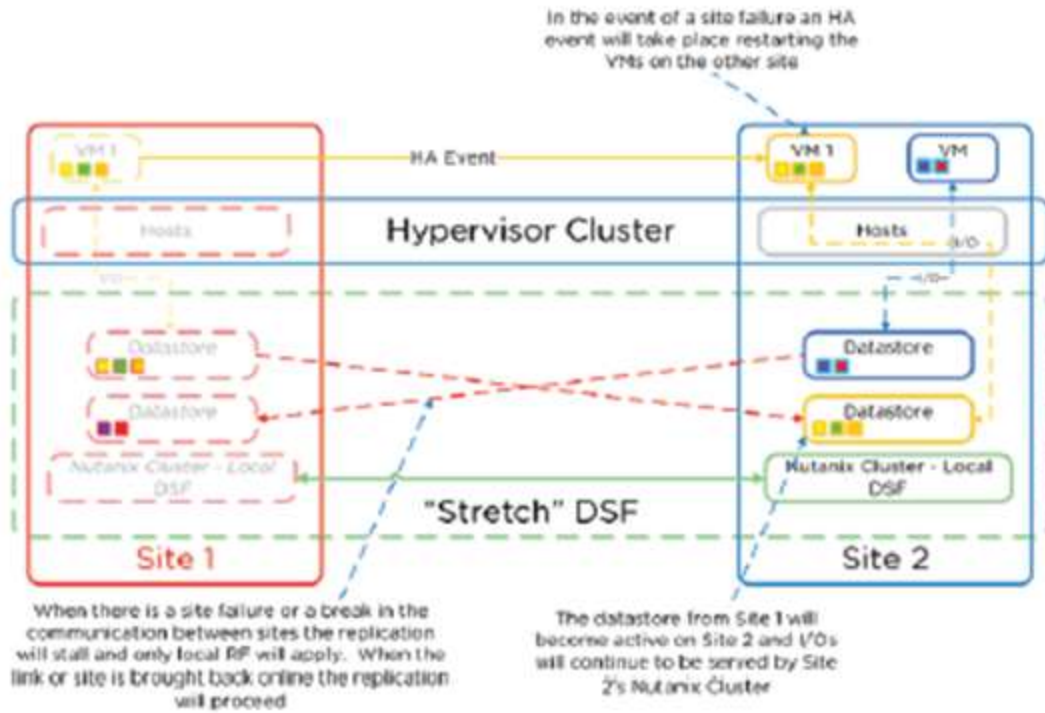 In the event of a site failure an HA
event will take place restarting the
VMs on the other site
VM 1
HA Event
VM 1
VM
Hosts
Hypervisor Cluster
Hosts
I/O
I/O
I/O
Datastore
Datastore
Datastore
Datastore
Nutanix Cluster - Local
DSF
Nutanix Cluster - Local
DSF
"Stretch" DSF
Site 1
Site 2
When there is a site failure or a break in the
communication between sites the replication
will stall and only local RF will apply. When the
link or site is brought back online the replication
will proceed
The datastore from Site 1 will
become active on Site 2 and I/Os
will continue to be served by Site
2's Nutanix Cluster